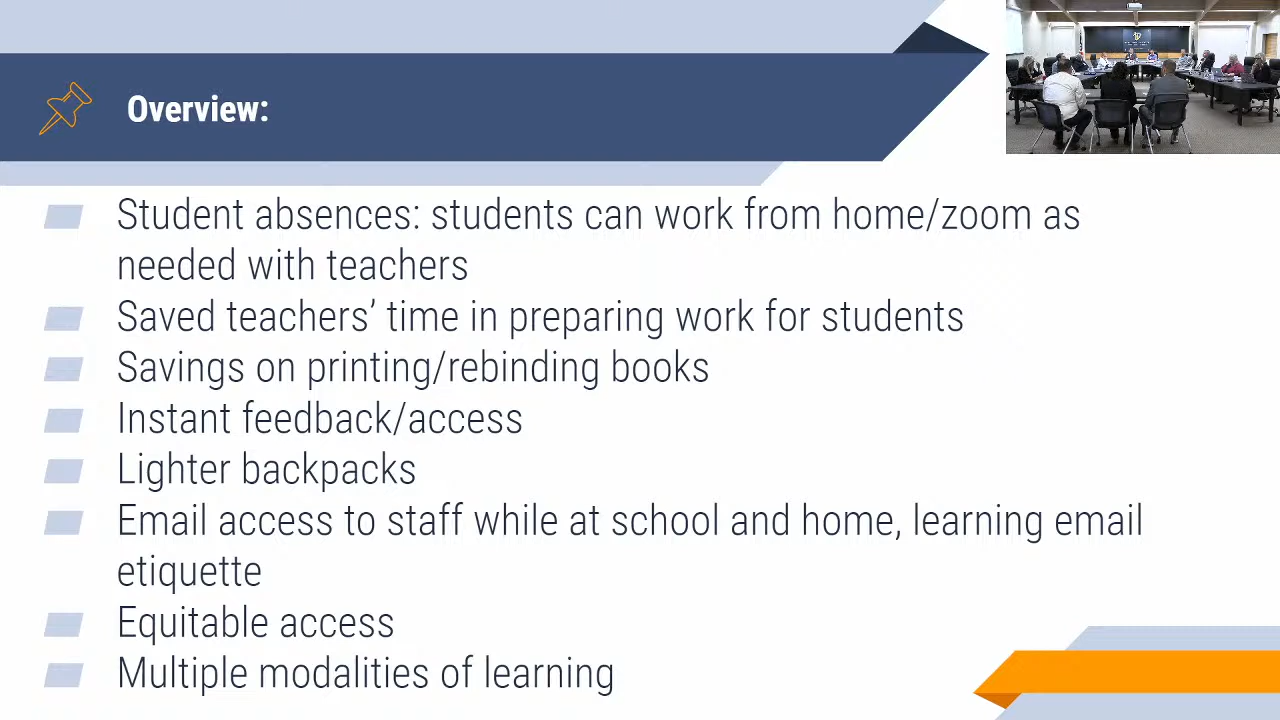 Overview:
Student absences: students can work from home/zoom as
needed with teachers
Saved teachers’ time in preparing work for students
Savings on printing/rebinding books
Instant feedback/access
Lighter backpacks
Email access to staff while at school and home, learning email
etiquette
Equitable access
Multiple modalities of learning